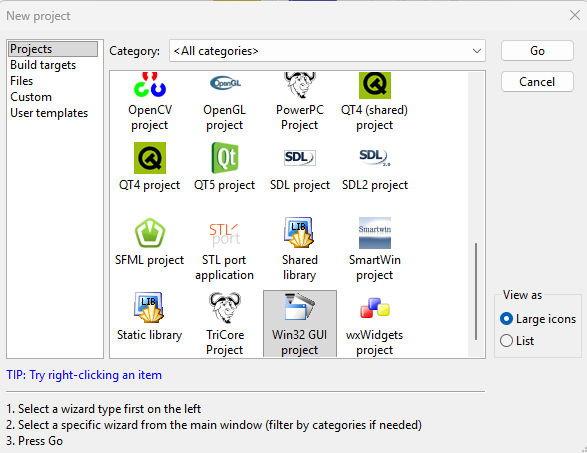 New project
Projects
Build targets
Files
Custom
User templates
Category:
<All categories>
Go
Cancel
OpenCV
project
OpenGL
project
PowerPC
Project
QT4 (shared)
project
QT4 project
QT5 project
SDL project
SDL2 project
SFML project
STL port
application
Shared
library
SmartWin
project
Static library
TriCore
Project
Win32 GUI
project
wxWidgets
project
OpenGL
Qt
SDL
SDL 2.0
STL
port
LIB
Smartwin
LIB
View as
Large icons
List
TIP: Try right-clicking an item
1. Select a wizard type first on the left
2. Select a specific wizard from the main window (filter by categories if needed)
3. Press Go